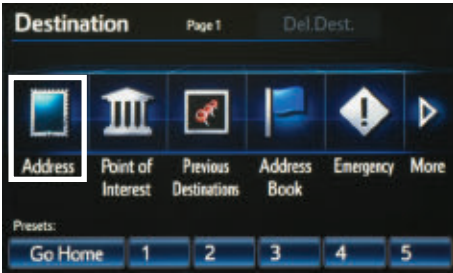 Destination Page 1 Del.Dest.
Address Point of Interest Previous Destinations Address Book Emergency More
Presets:
Go Home 1 2 3 4 5